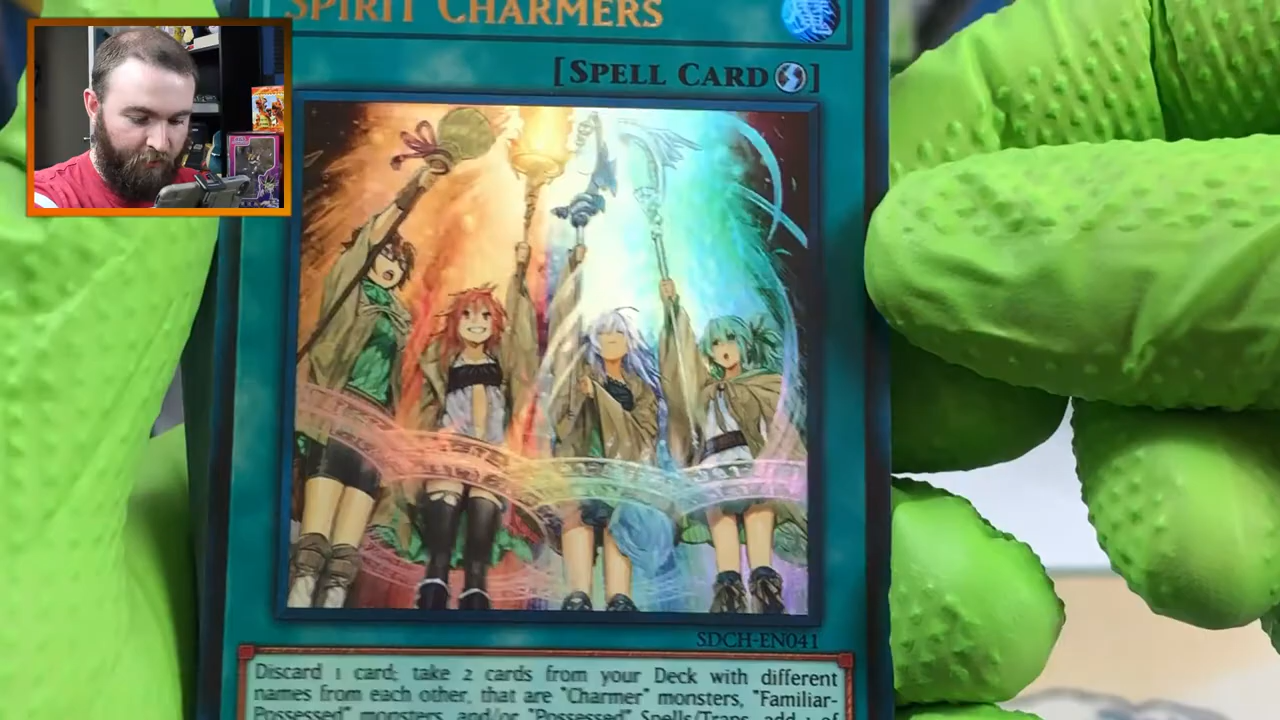 SPIRIT CHARMERS
魔
[SPELL CARD]
SDCH-EN041
Discard 1 card; take 2 cards from your Deck with different
names from each other, that are "Charmer" monsters, "Familiar-
Possessed" monsters, and/or "Possessed" Spells/Traps, add 1 of